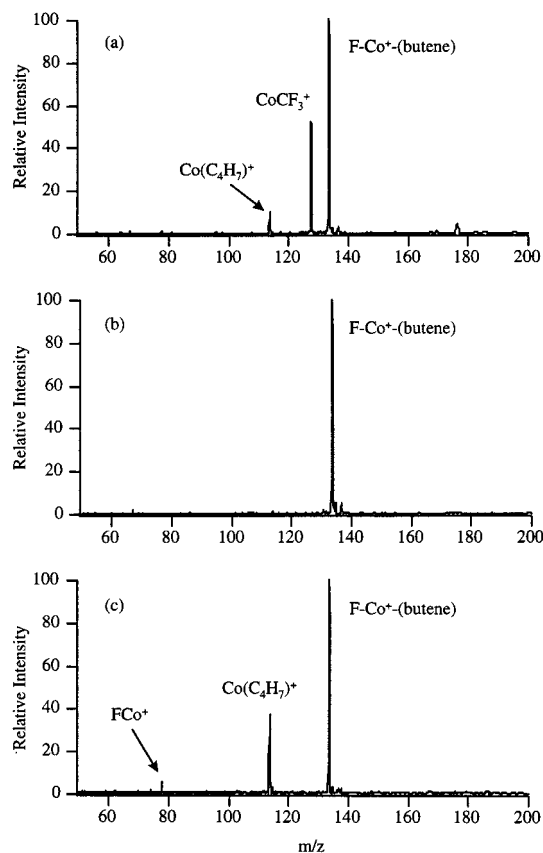 100
(a)
F-Co⁺-(butene)
80
CoCF₃⁺
60
Relative Intensity
40
Co(C₄H₇)⁺
20
0
60 80 100 120 140 160 180 200
100
(b)
F-Co⁺-(butene)
80
60
Relative Intensity
40
20
0
60 80 100 120 140 160 180 200
100
(c)
F-Co⁺-(butene)
80
60
Relative Intensity
40
Co(C₄H₇)⁺
FCo⁺
20
0
60 80 100 120 140 160 180 200
m/z